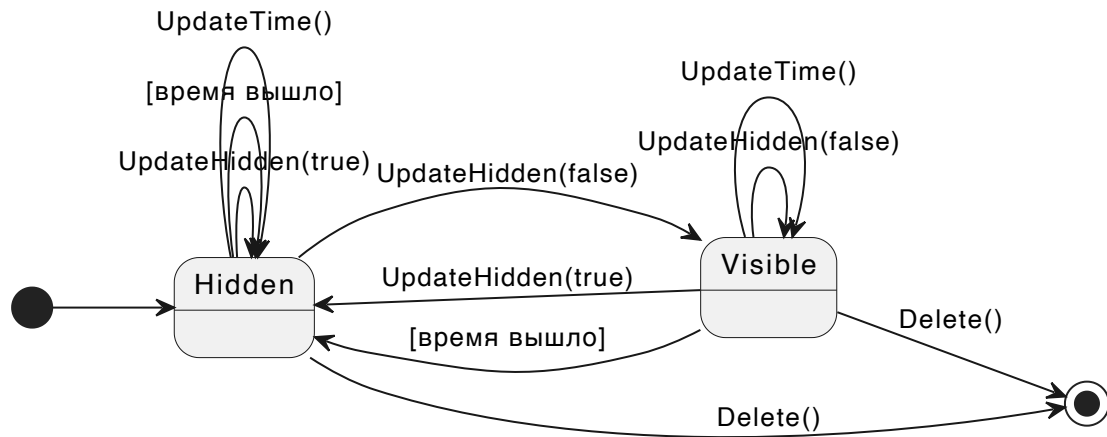 UpdateTime()
[время вышло]
UpdateHidden(true)
UpdateHidden(false)
UpdateTime()
UpdateHidden(false)
Hidden
Visible
UpdateHidden(true)
[время вышло]
Delete()
Delete()